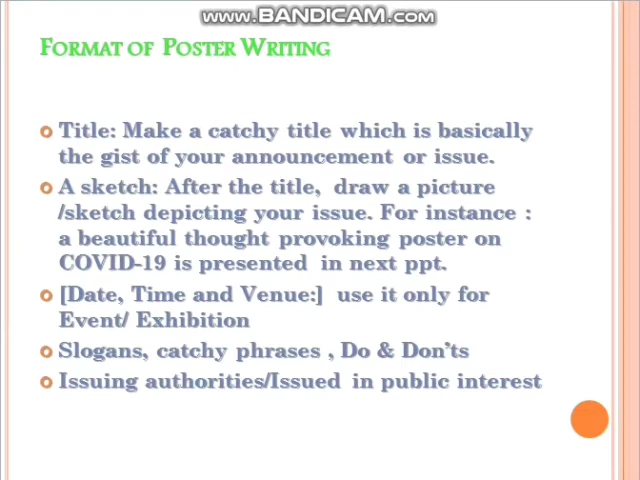 www.BANDICAM.com
FORMAT OF POSTER WRITING
Title: Make a catchy title which is basically
the gist of your announcement or issue.
A sketch: After the title, draw a picture
/sketch depicting your issue. For instance :
a beautiful thought provoking poster on
COVID-19 is presented in next ppt.
[Date, Time and Venue:] use it only for
Event/ Exhibition
Slogans, catchy phrases , Do & Don’ts
Issuing authorities/Issued in public interest